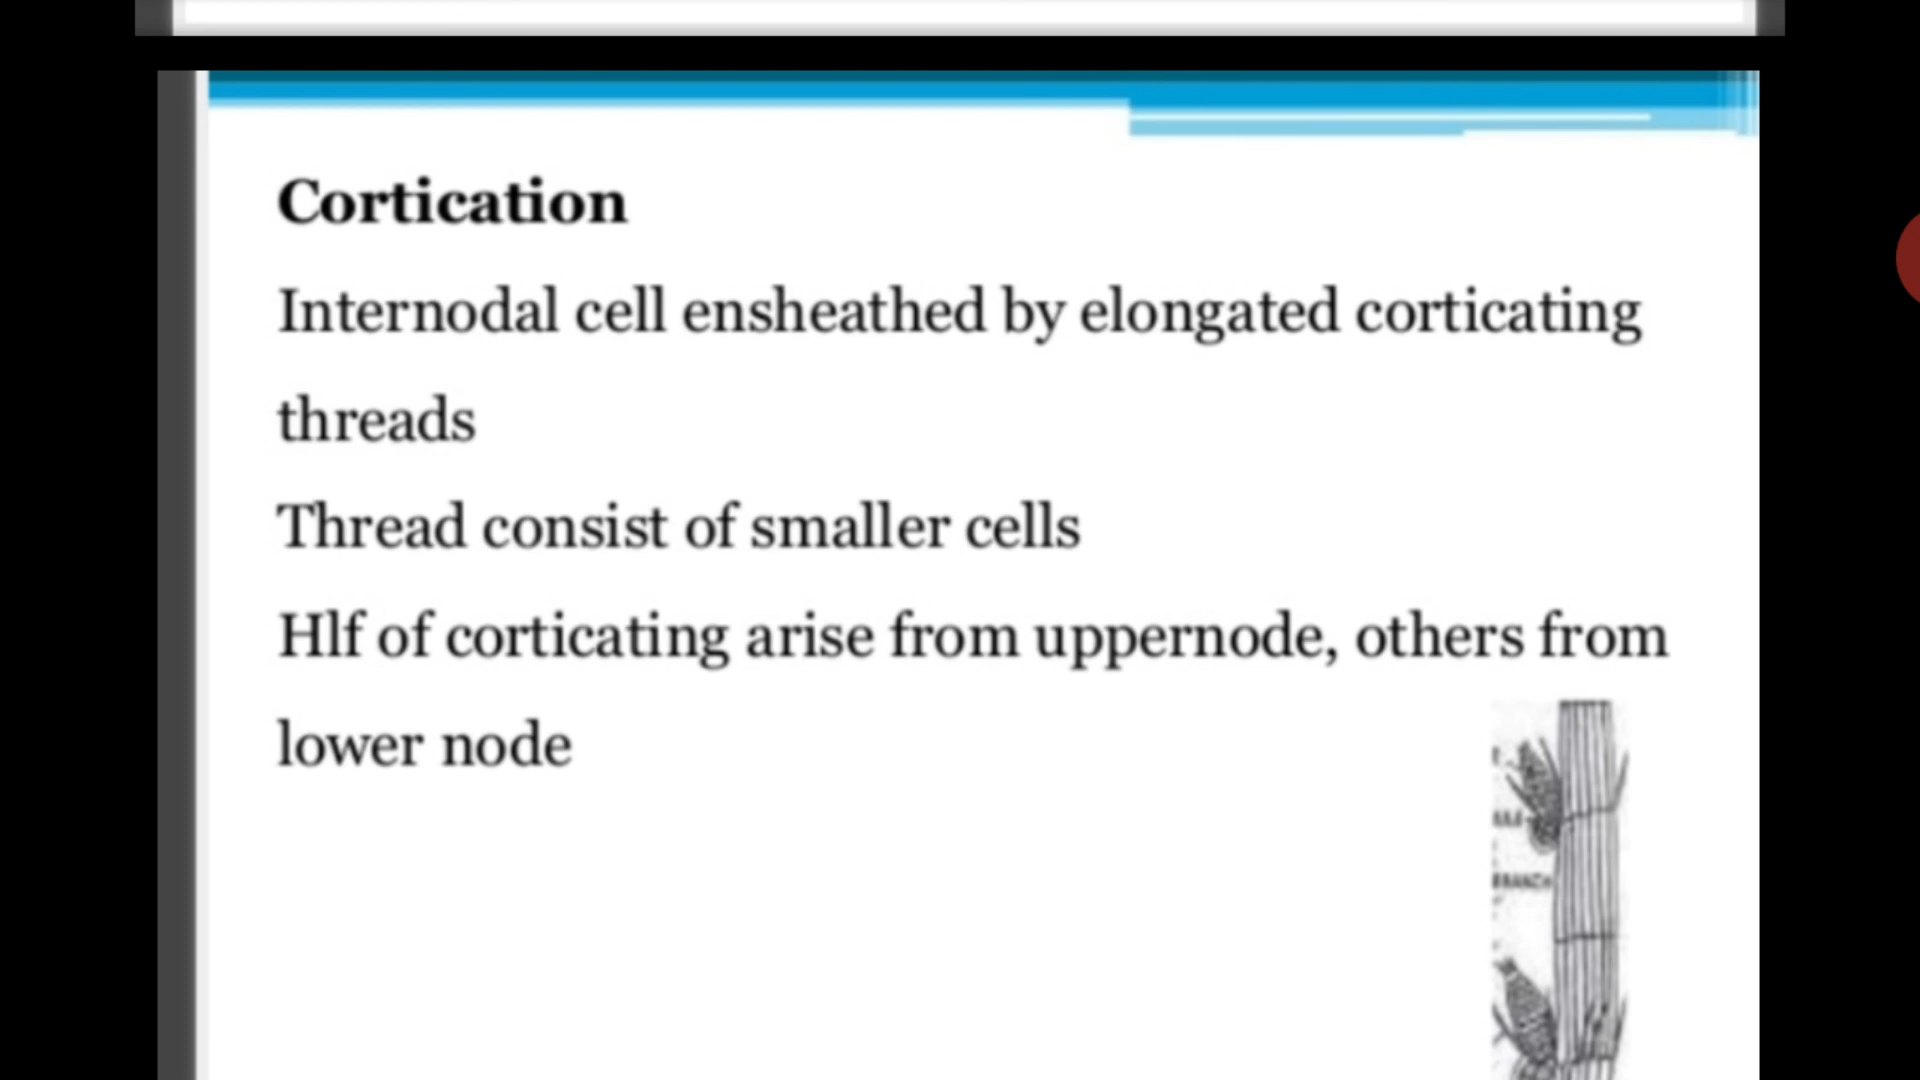 Cortication
Internodal cell ensheathed by elongated corticating
threads
Thread consist of smaller cells
Hlf of corticating arise from uppernode, others from
lower node